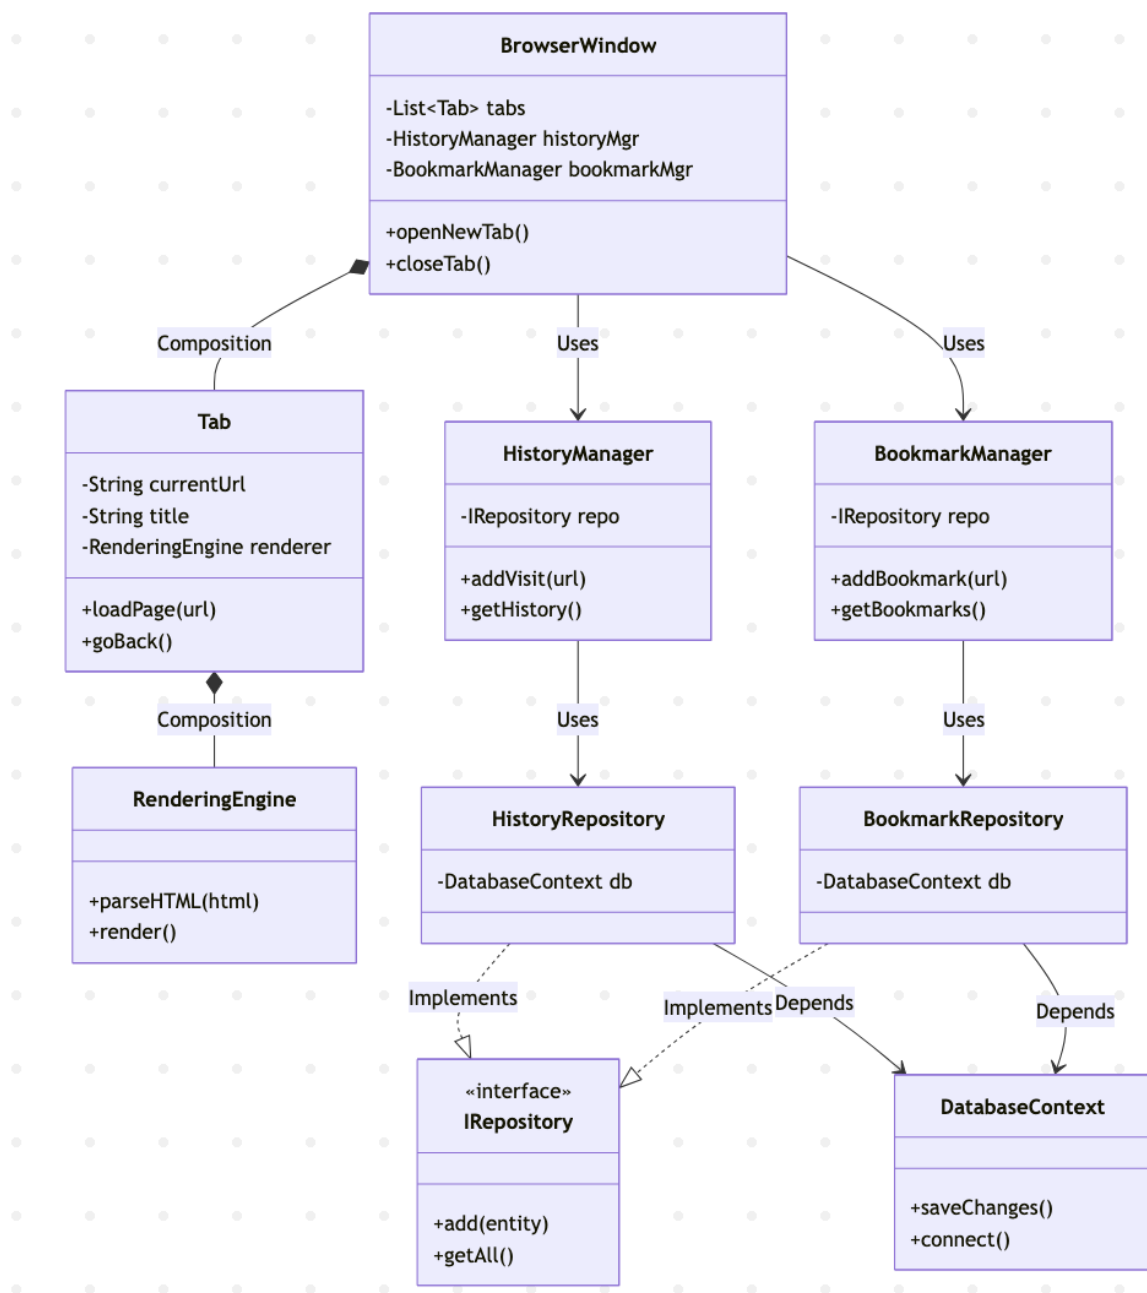 BrowserWindow
-List<Tab> tabs
-HistoryManager historyMgr
-BookmarkManager bookmarkMgr
+openNewTab()
+closeTab()
Composition
Uses
Uses
Tab
-String currentUrl
-String title
-RenderingEngine renderer
+loadPage(url)
+goBack()
HistoryManager
-IRepository repo
+addVisit(url)
+getHistory()
BookmarkManager
-IRepository repo
+addBookmark(url)
+getBookmarks()
Composition
Uses
Uses
RenderingEngine
+parseHTML(html)
+render()
HistoryRepository
-DatabaseContext db
BookmarkRepository
-DatabaseContext db
Implements
Implements
Depends
Depends
«interface»
IRepository
+add(entity)
+getAll()
DatabaseContext
+saveChanges()
+connect()